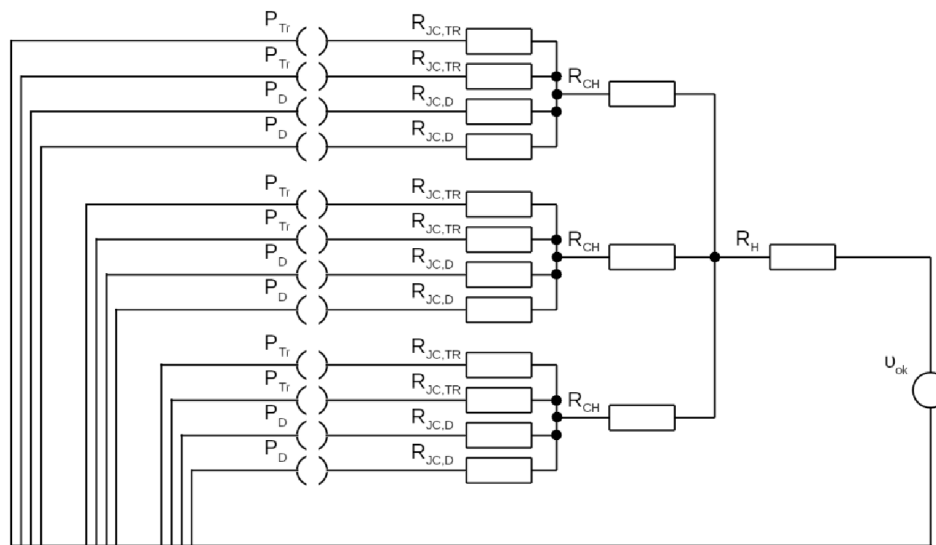 P_Tr R_JC,TR
P_Tr R_JC,TR
R_CH
P_D R_JC,D
P_D R_JC,D
P_Tr R_JC,TR
P_Tr R_JC,TR
P_D R_JC,D
R_CH R_H
P_D R_JC,D
P_Tr R_JC,TR
υ_ok
P_Tr R_JC,TR
R_CH
P_D R_JC,D
P_D R_JC,D